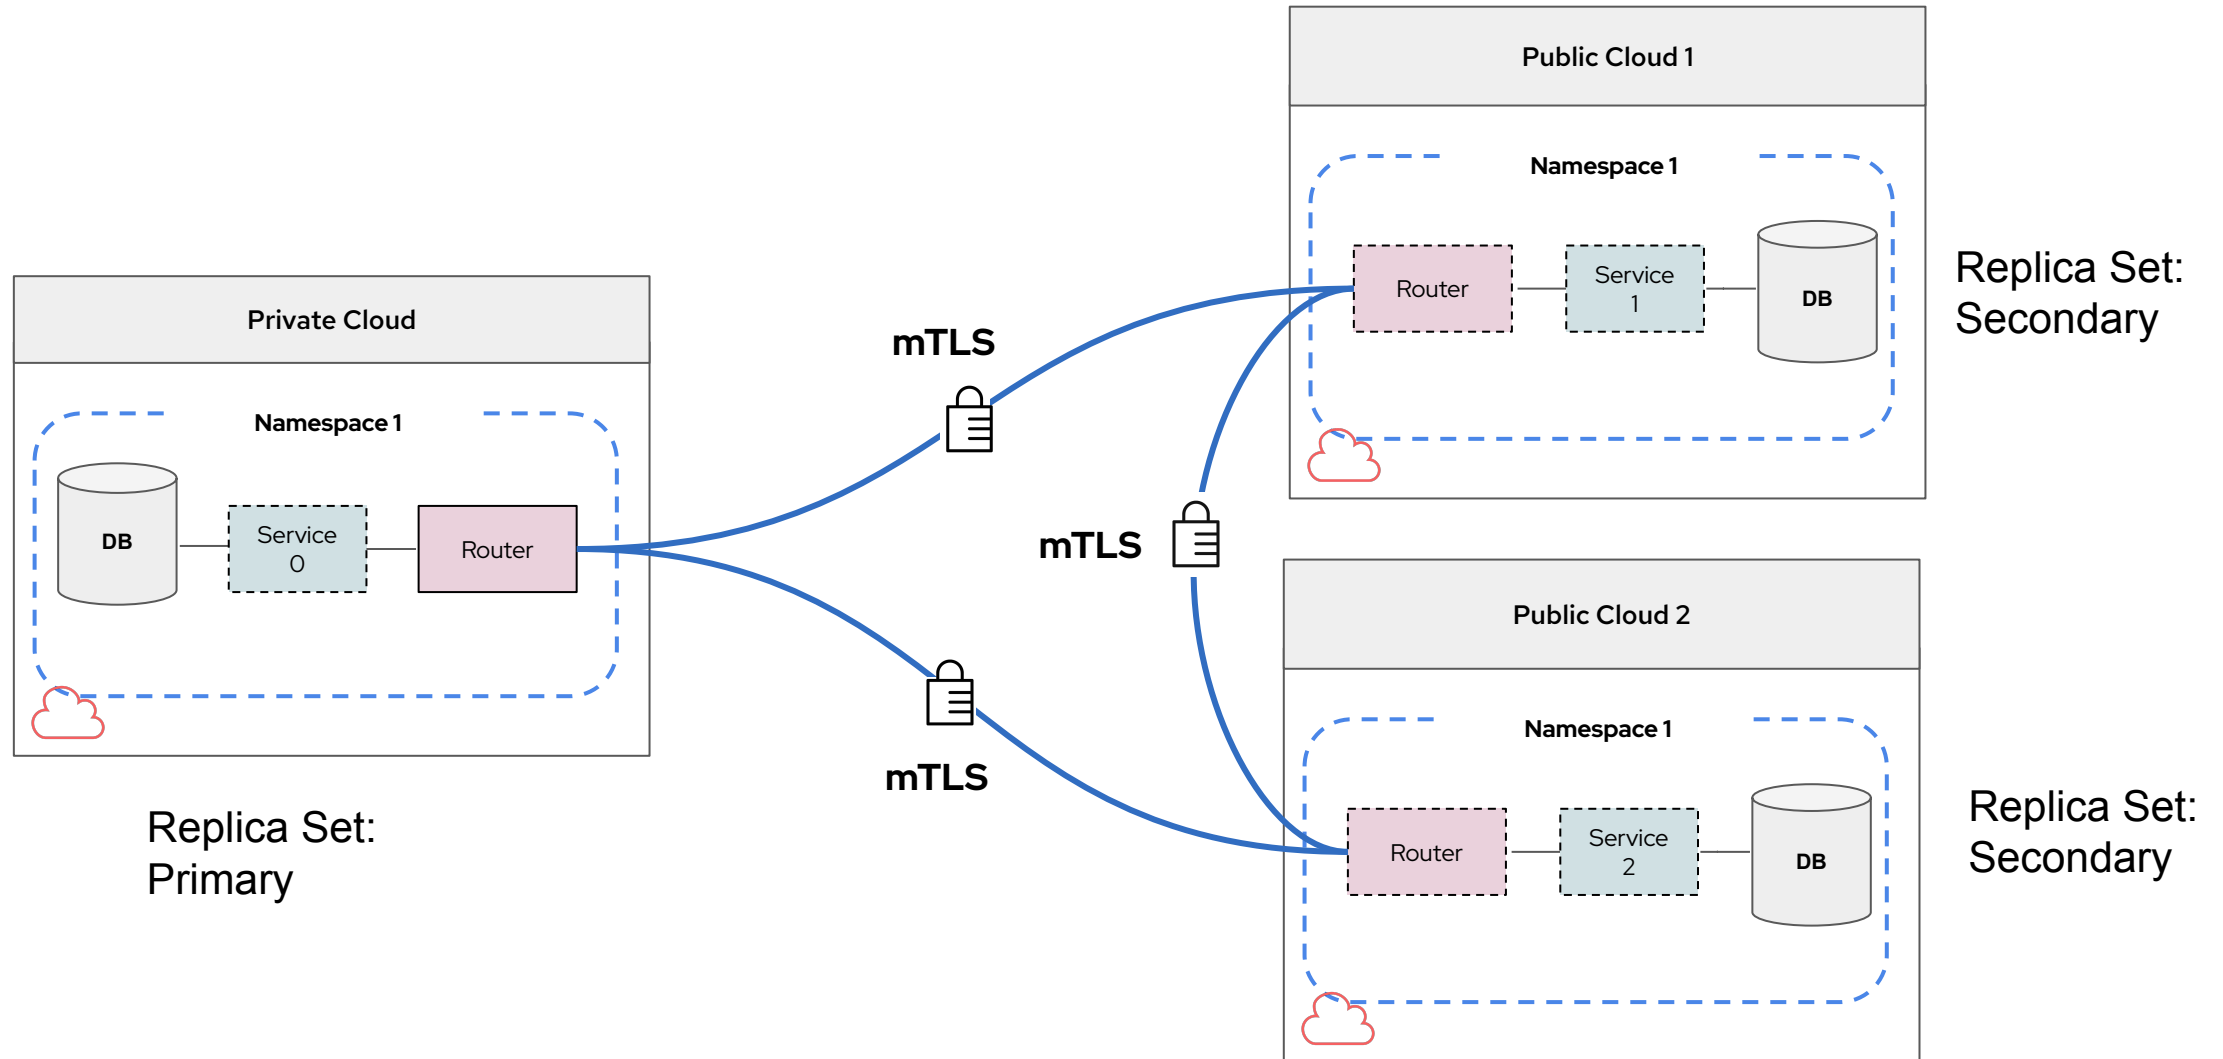 Public Cloud 1
Namespace 1
Router
Service
1
DB
Replica Set:
Secondary
Private Cloud
Namespace 1
DB
Service
0
Router
Replica Set:
Primary
mTLS
mTLS
mTLS
Public Cloud 2
Namespace 1
Router
Service
2
DB
Replica Set:
Secondary